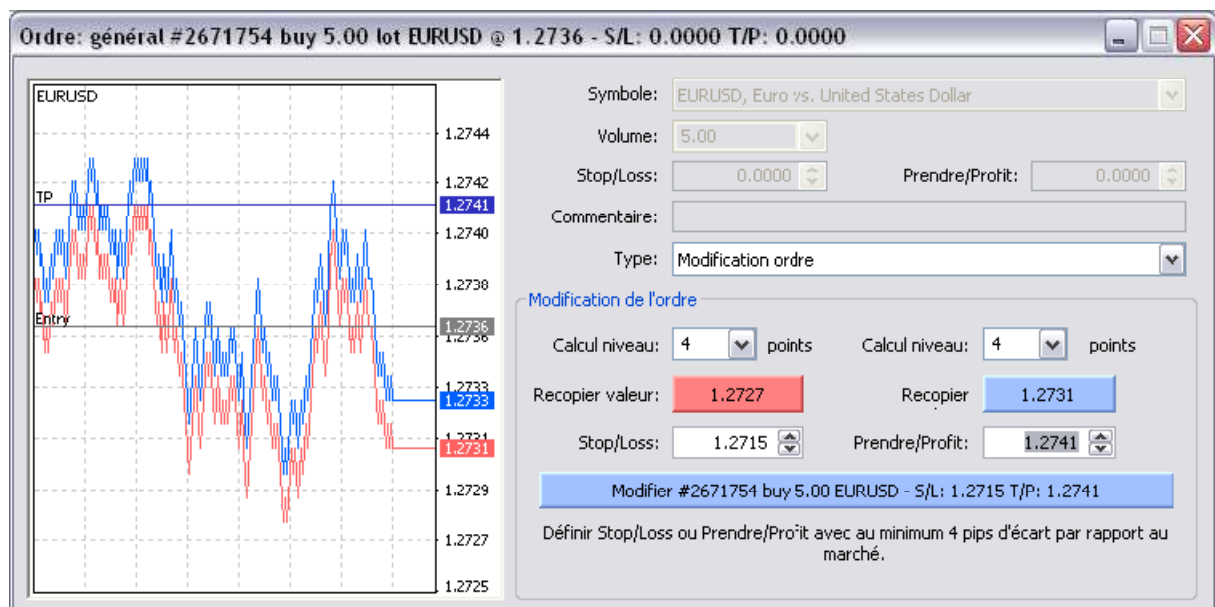 Ordre: général #2671754 buy 5.00 lot EURUSD @ 1.2736 - S/L: 0.0000 T/P: 0.0000
EURUSD
1.2744
1.2742
TP
1.2741
1.2740
1.2738
Entry
1.2736
1.2736
1.2733
1.2733
1.2731
1.2731
1.2729
1.2727
1.2725
Symbole: EURUSD, Euro vs. United States Dollar
Volume: 5.00
Stop/Loss: 0.0000 Prendre/Profit: 0.0000
Commentaire:
Type: Modification ordre
Modification de l'ordre
Calcul niveau: 4 points Calcul niveau: 4 points
Recopier valeur: 1.2727 Recopier 1.2731
Stop/Loss: 1.2715 Prendre/Profit: 1.2741
Modifier #2671754 buy 5.00 EURUSD - S/L: 1.2715 T/P: 1.2741
Définir Stop/Loss ou Prendre/Profit avec au minimum 4 pips d'écart par rapport au
marché.